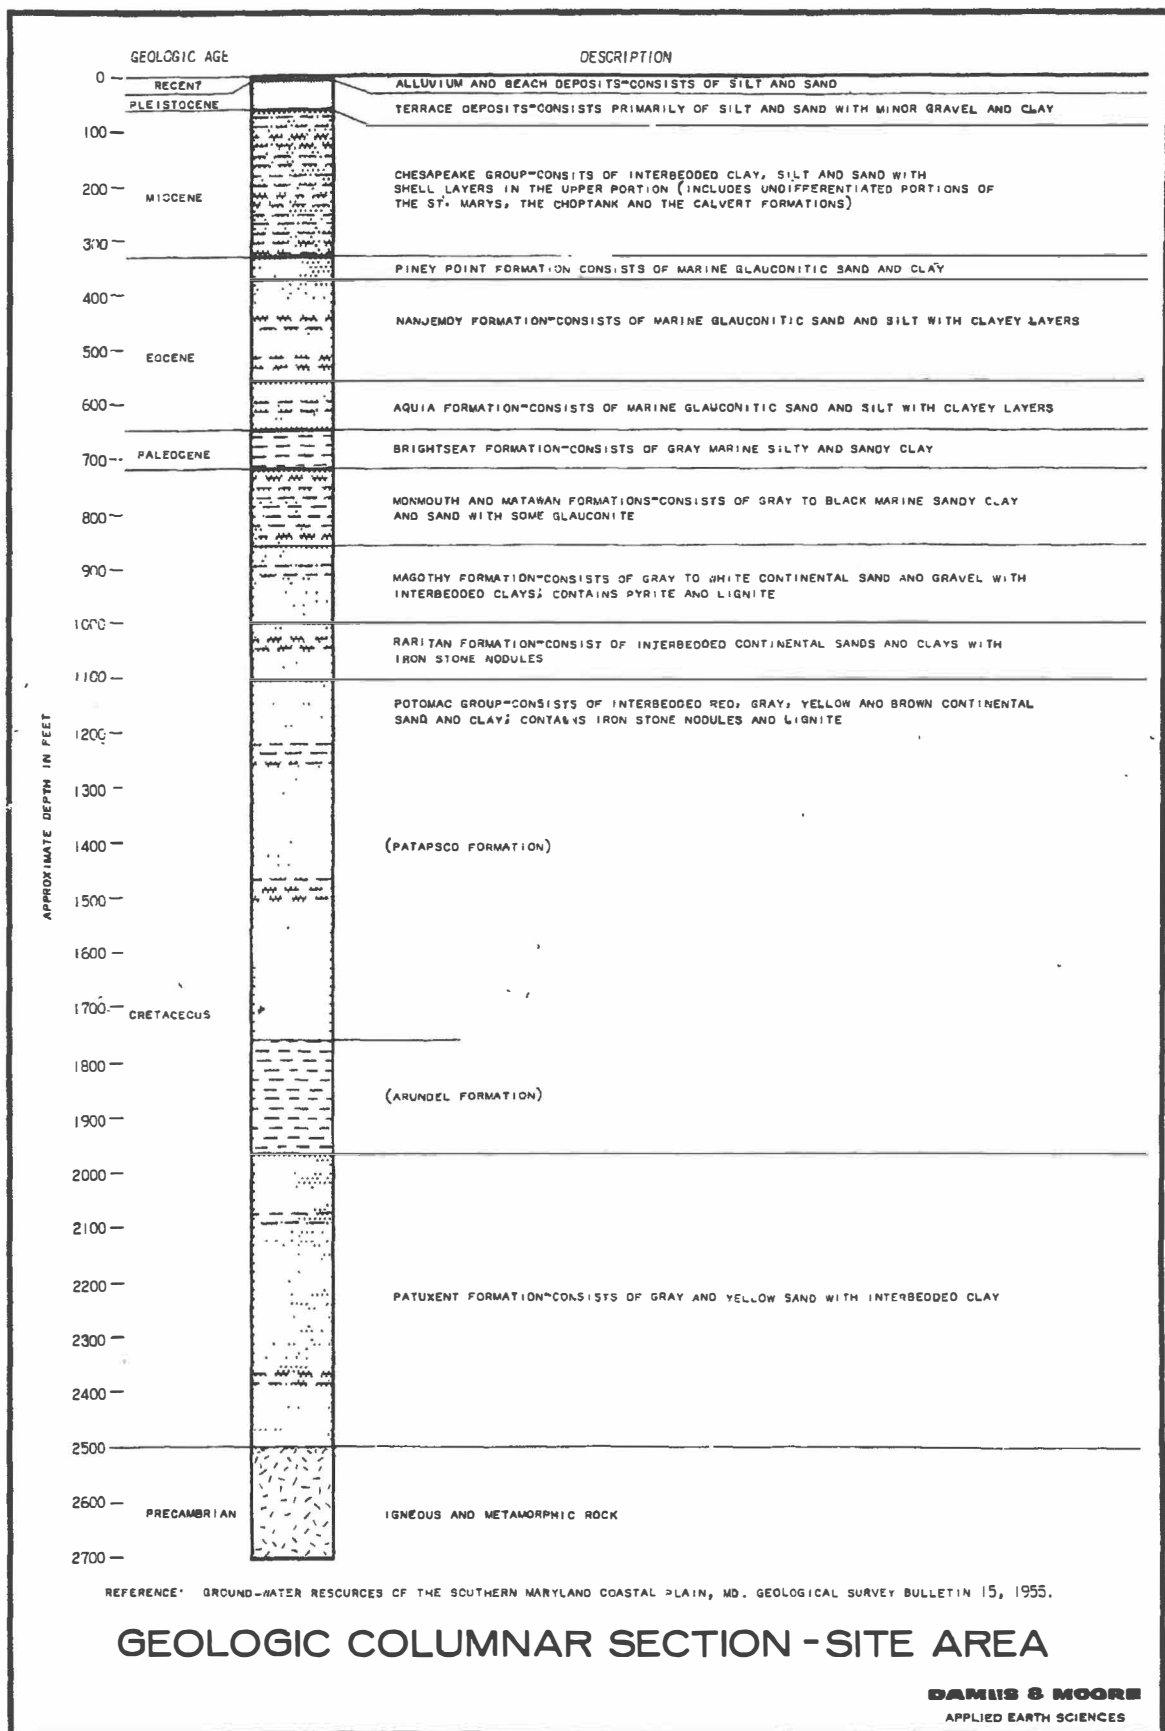 GEOLOGIC AGE
DESCRIPTION
0
RECENT
ALLUVIUM AND BEACH DEPOSITS-CONSISTS OF SILT AND SAND
PLEISTOCENE
TERRACE DEPOSITS-CONSISTS PRIMARILY OF SILT AND SAND WITH MINOR GRAVEL AND CLAY
100
CHESAPEAKE GROUP-CONSITS OF INTERBEDDED CLAY, SILT AND SAND WITH
200
SHELL LAYERS IN THE UPPER PORTION (INCLUDES UNDIFFERENTIATED PORTIONS OF
MIOCENE
THE ST. MARYS, THE CHOPTANK AND THE CALVERT FORMATIONS)
300
PINEY POINT FORMATION CONSISTS OF MARINE GLAUCONITIC SAND AND CLAY
400
NANJEMOY FORMATION-CONSISTS OF MARINE GLAUCONITIC SAND AND SILT WITH CLAYEY LAYERS
500
EOCENE
600
AQUIA FORMATION-CONSISTS OF MARINE GLAUCONITIC SAND AND SILT WITH CLAYEY LAYERS
PALEOCENE
BRIGHTSEAT FORMATION-CONSISTS OF GRAY MARINE SILTY AND SANDY CLAY
700
MONMOUTH AND MATAWAN FORMATIONS-CONSISTS OF GRAY TO BLACK MARINE SANDY CLAY
800
AND SAND WITH SOME GLAUCONITE
900
MAGOTHY FORMATION-CONSISTS OF GRAY TO WHITE CONTINENTAL SAND AND GRAVEL WITH
INTERBEDDED CLAYS; CONTAINS PYRITE AND LIGNITE
1000
RARITAN FORMATION-CONSIST OF INTERBEDDED CONTINENTAL SANDS AND CLAYS WITH
IRON STONE NODULES
1100
POTOMAC GROUP-CONSISTS OF INTERBEDDED RED, GRAY, YELLOW AND BROWN CONTINENTAL
SAND AND CLAY; CONTAINS IRON STONE NODULES AND LIGNITE
1200
APPROXIMATE DEPTH IN FEET
1300
1400
(PATAPSCO FORMATION)
1500
1600
1700
CRETACEOUS
1800
(ARUNDEL FORMATION)
1900
2000
2100
2200
PATUXENT FORMATION-CONSISTS OF GRAY AND YELLOW SAND WITH INTERBEDDED CLAY
2300
2400
2500
2600
PRECAMBRIAN
IGNEOUS AND METAMORPHIC ROCK
2700
REFERENCE: GROUND-WATER RESOURCES OF THE SOUTHERN MARYLAND COASTAL PLAIN, MD. GEOLOGICAL SURVEY BULLETIN 15, 1955.
GEOLOGIC COLUMNAR SECTION - SITE AREA
DAMES & MOORE
APPLIED EARTH SCIENCES